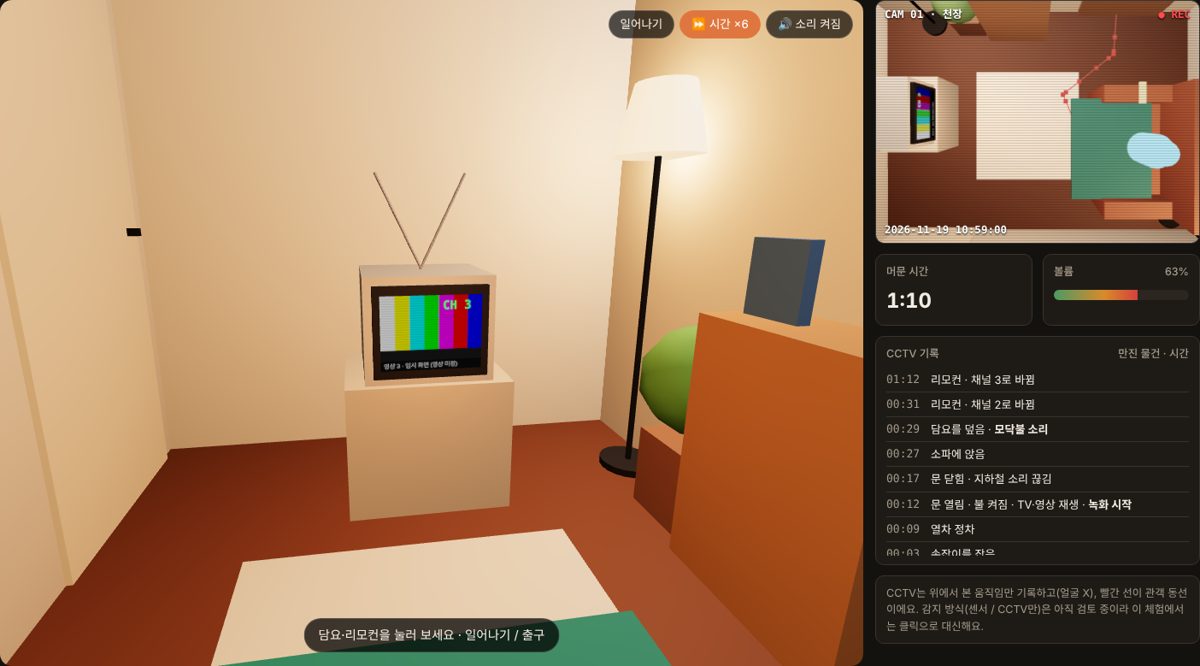 일어나기
⏩ 시간 ×6
🔊 소리 켜짐
CH 3
영상 3 · 임시 화면 (영상 미정)
담요·리모컨을 눌러 보세요 · 일어나기 / 출구
CAM 01 · 천장
● REC
2026-11-19 10:59:00
머문 시간
1:10
볼륨
63%
CCTV 기록
만진 물건 · 시간
01:12 리모컨 · 채널 3로 바뀜
00:31 리모컨 · 채널 2로 바뀜
00:29 담요를 덮음 · 모닥불 소리
00:27 소파에 앉음
00:17 문 닫힘 · 지하철 소리 끊김
00:12 문 열림 · 불 켜짐 · TV·영상 재생 · 녹화 시작
00:09 열차 정차
00:03 손잡이를 잡음
CCTV는 위에서 본 움직임만 기록하고(얼굴 X), 빨간 선이 관객 동선
이에요. 감지 방식(센서 / CCTV만)은 아직 검토 중이라 이 체험에서
는 클릭으로 대신해요.